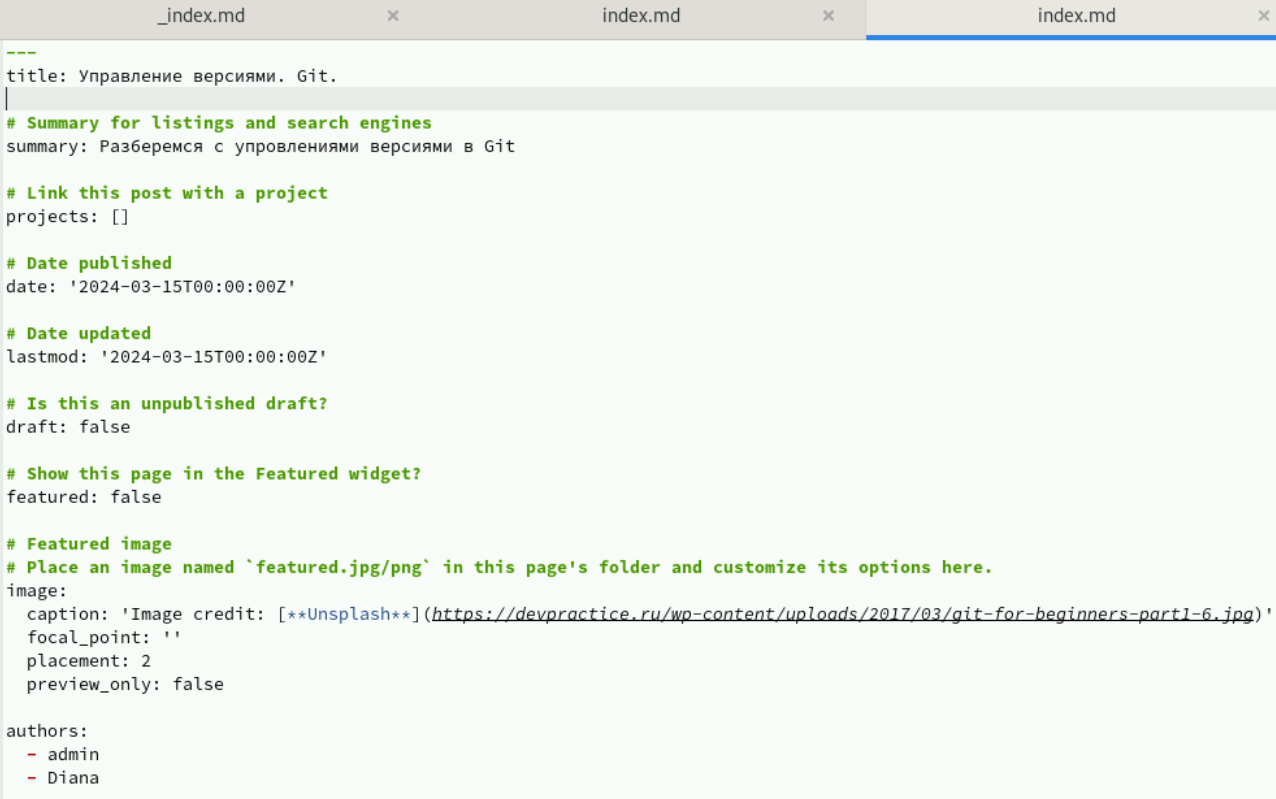 _index.md × index.md × index.md ×
---
title: Управление версиями. Git.
# Summary for listings and search engines
summary: Разберемся с упровлениями версиями в Git
# Link this post with a project
projects: []
# Date published
date: '2024-03-15T00:00:00Z'
# Date updated
lastmod: '2024-03-15T00:00:00Z'
# Is this an unpublished draft?
draft: false
# Show this page in the Featured widget?
featured: false
# Featured image
# Place an image named `featured.jpg/png` in this page's folder and customize its options here.
image:
  caption: 'Image credit: [**Unsplash**](https://devpractice.ru/wp-content/uploads/2017/03/git-for-beginners-part1-6.jpg)'
  focal_point: ''
  placement: 2
  preview_only: false
authors:
  - admin
  - Diana